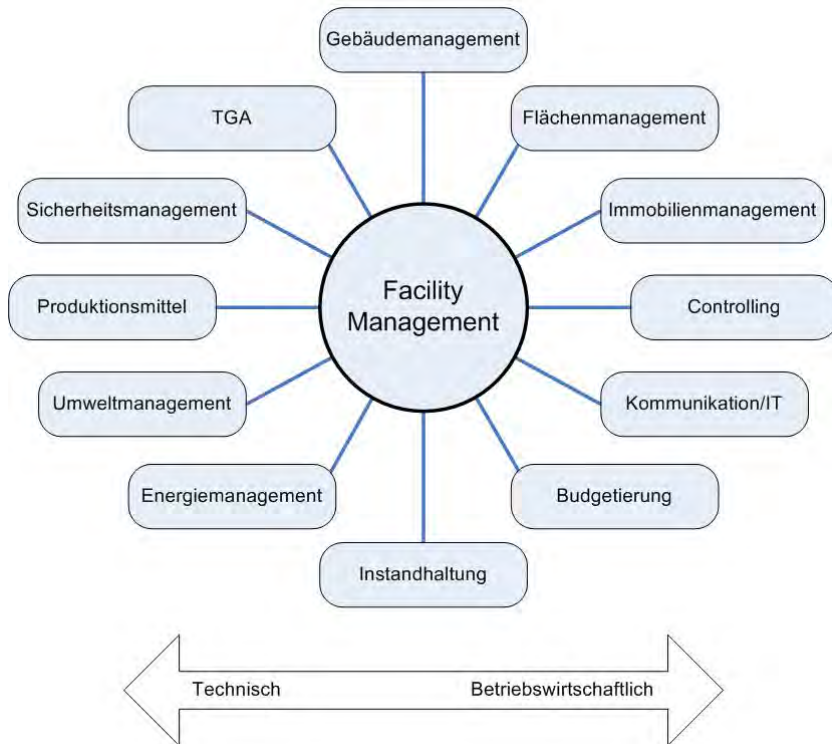 Gebäudemanagement
TGA
Flächenmanagement
Sicherheitsmanagement
Immobilienmanagement
Facility
Management
Produktionsmittel
Controlling
Umweltmanagement
Kommunikation/IT
Energiemanagement
Budgetierung
Instandhaltung
Technisch
Betriebswirtschaftlich